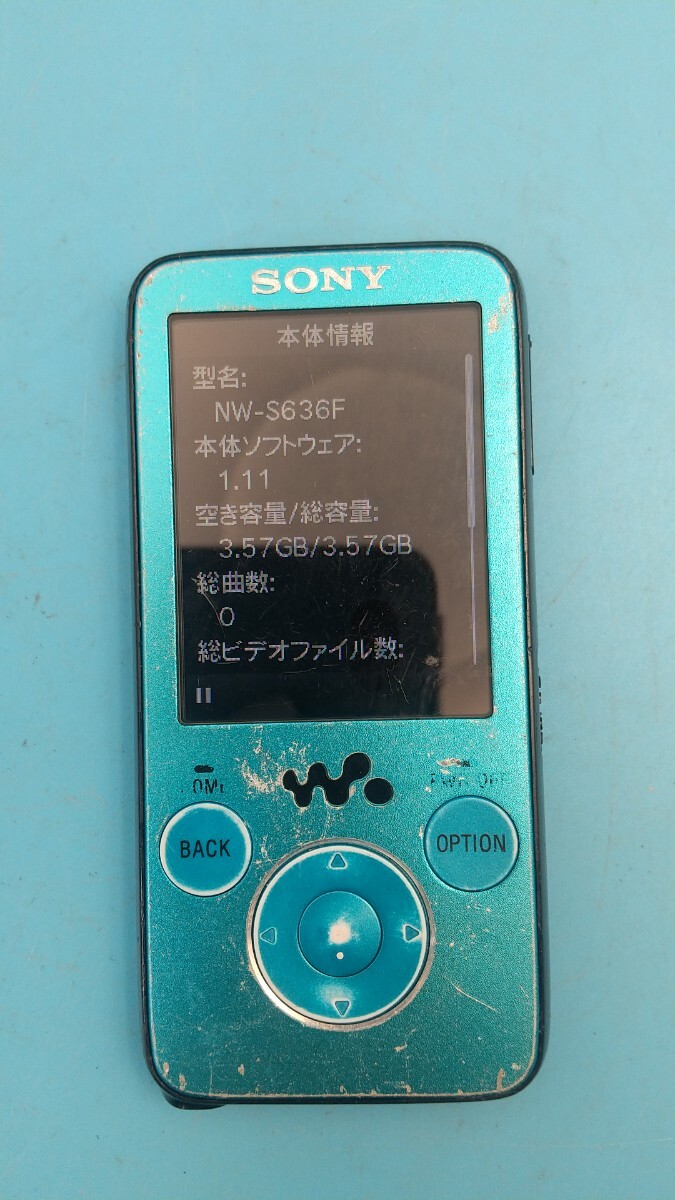 SONY
本体情報
型名:
NW-S636F
本体ソフトウェア:
1.11
空き容量/総容量:
3.57GB/3.57GB
総曲数:
0
総ビデオファイル数:
BACK
OPTION